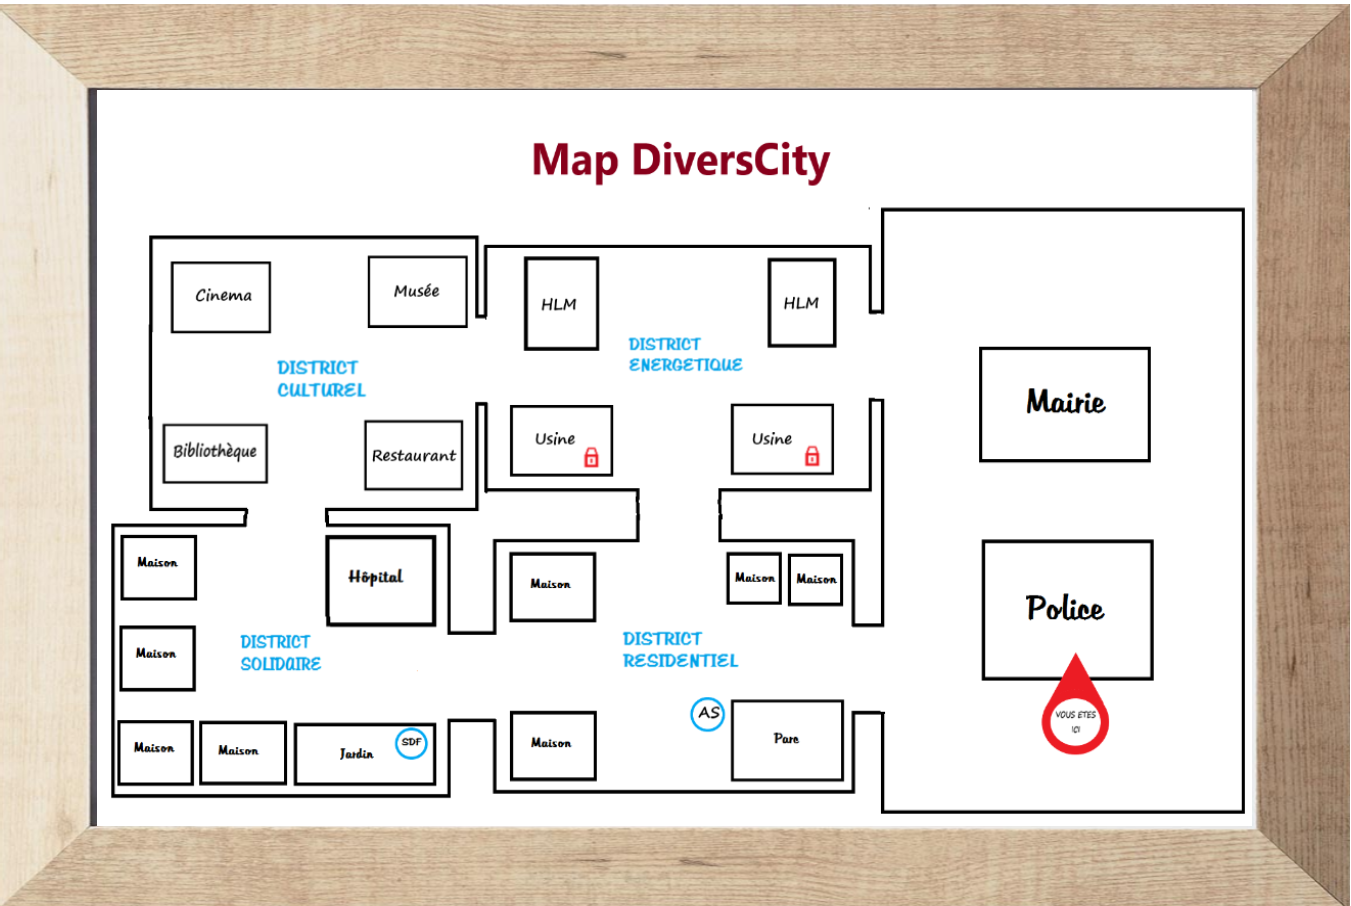 Map DiversCity
Cinema
Musée
DISTRICT
CULTUREL
Bibliothèque
Restaurant
HLM
HLM
DISTRICT
ENERGETIQUE
Usine
Usine
Mairie
Police
VOUS ETES
ICI
Maison
Hôpital
Maison
DISTRICT
SOLIDAIRE
Maison
Maison
Jardin
SDF
Maison
Maison
Maison
DISTRICT
RESIDENTIEL
AS
Maison
Parc